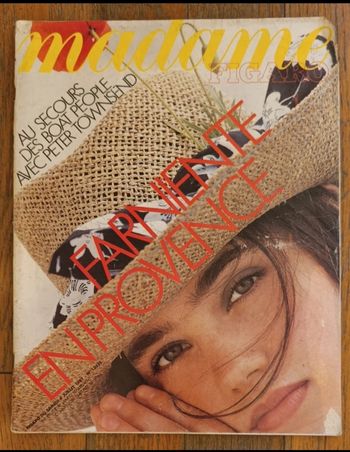 madame
FIGARO
AU SECOURS
DES BOAT PEOPLE
AVEC PETER TOWNSEND
FARNIENTE
EN PROVENCE